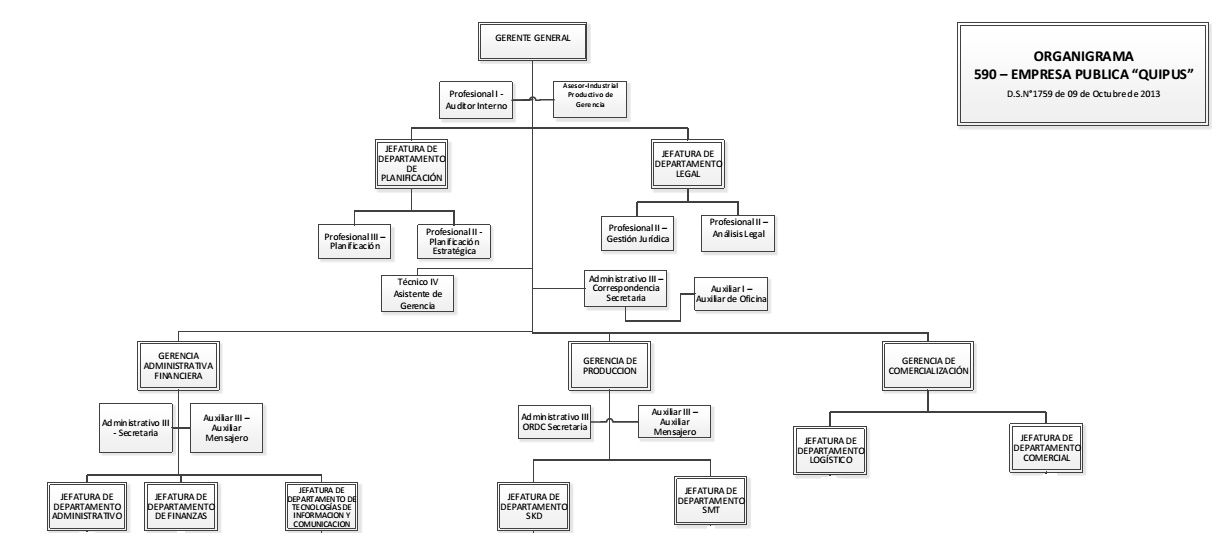 GERENTE GENERAL
ORGANIGRAMA
590 – EMPRESA PUBLICA “QUIPUS”
D.S.N°1759 de 09 de Octubre de 2013
Profesional I -
Auditor Interno
Asesor-Industrial
Productivo de
Gerencia
JEFATURA DE
DEPARTAMENTO
DE
PLANIFICACIÓN
JEFATURA DE
DEPARTAMENTO
LEGAL
Profesional III –
Planificación
Profesional II -
Planificación
Estratégica
Profesional II –
Gestión Jurídica
Profesional II –
Análisis Legal
Técnico IV
Asistente de
Gerencia
Administrativo III –
Correspondencia
Secretaria
Auxiliar I –
Auxiliar de Oficina
GERENCIA
ADMINISTRATIVA
FINANCIERA
GERENCIA DE
PRODUCCION
GERENCIA DE
COMERCIALIZACIÓN
Administrativo III
- Secretaria
Auxiliar III –
Auxiliar
Mensajero
Administrativo III
ORDC Secretaria
Auxiliar III –
Auxiliar
Mensajero
JEFATURA DE
DEPARTAMENTO
LOGÍSTICO
JEFATURA DE
DEPARTAMENTO
COMERCIAL
JEFATURA DE
DEPARTAMENTO
ADMINISTRATIVO
JEFATURA DE
DEPARTAMENTO
DE FINANZAS
JEFATURA DE
DEPARTAMENTO DE
TECNOLOGÍAS DE
INFORMACION Y
COMUNICACION
JEFATURA DE
DEPARTAMENTO
SKD
JEFATURA DE
DEPARTAMENTO
SMT